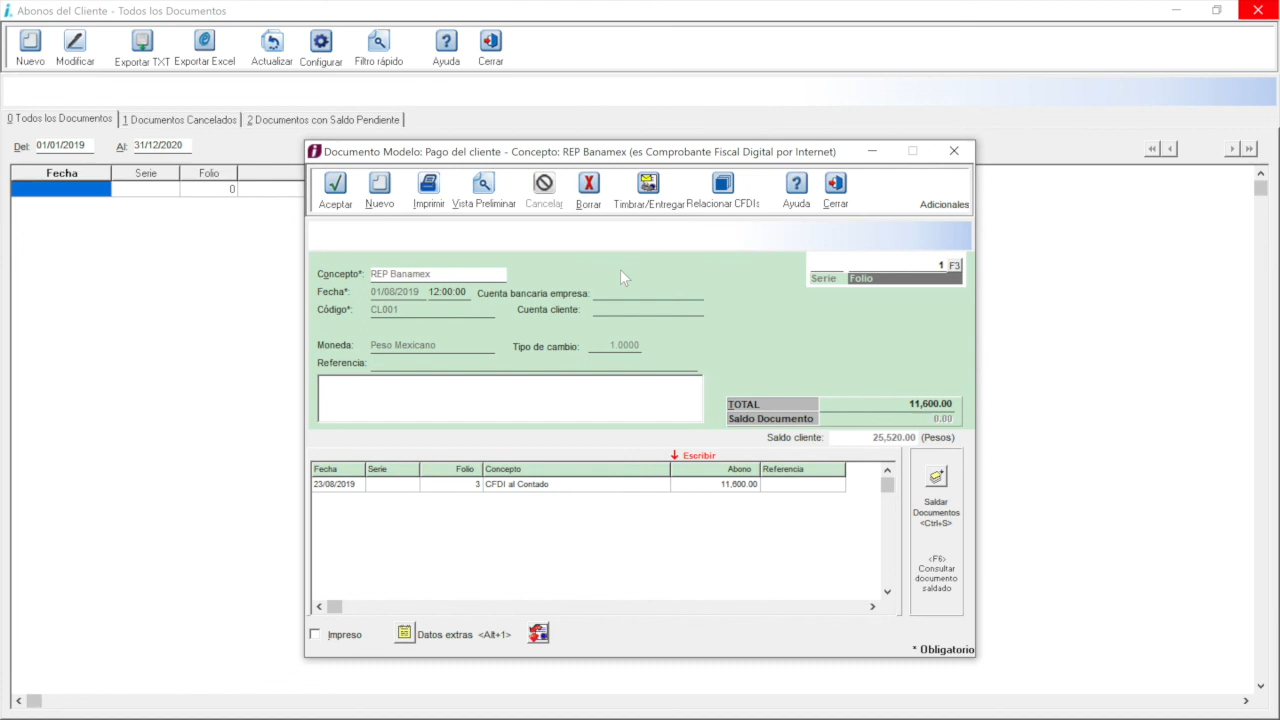 Abonos del Cliente - Todos los Documentos
Nuevo Modificar Exportar TXT Exportar Excel Actualizar Configurar Filtro rápido Ayuda Cerrar
0 Todos los Documentos 1 Documentos Cancelados 2 Documentos con Saldo Pendiente
Del: 01/01/2019 Al: 31/12/2020
Fecha Serie Folio
0
Documento Modelo: Pago del cliente - Concepto: REP Banamex (es Comprobante Fiscal Digital por Internet)
Aceptar Nuevo Imprimir Vista Preliminar Cancelar Borrar Timbrar/Entregar Relacionar CFDIs Ayuda Cerrar Adicionales
Concepto*: REP Banamex
1 F3
Serie Folio
Fecha*: 01/08/2019 12:00:00 Cuenta bancaria empresa:
Código*: CL001 Cuenta cliente:
Moneda: Peso Mexicano Tipo de cambio: 1.0000
Referencia:
TOTAL 11,600.00
Saldo Documento 0.00
Saldo cliente: 25,520.00 (Pesos)
Escribir
Fecha Serie Folio Concepto Abono Referencia
23/08/2019 3 CFDI al Contado 11,600.00
Saldar
Documentos
<Ctrl+S>
<F6>
Consultar
documento
saldado
Impreso Datos extras <Alt+1>
* Obligatorio